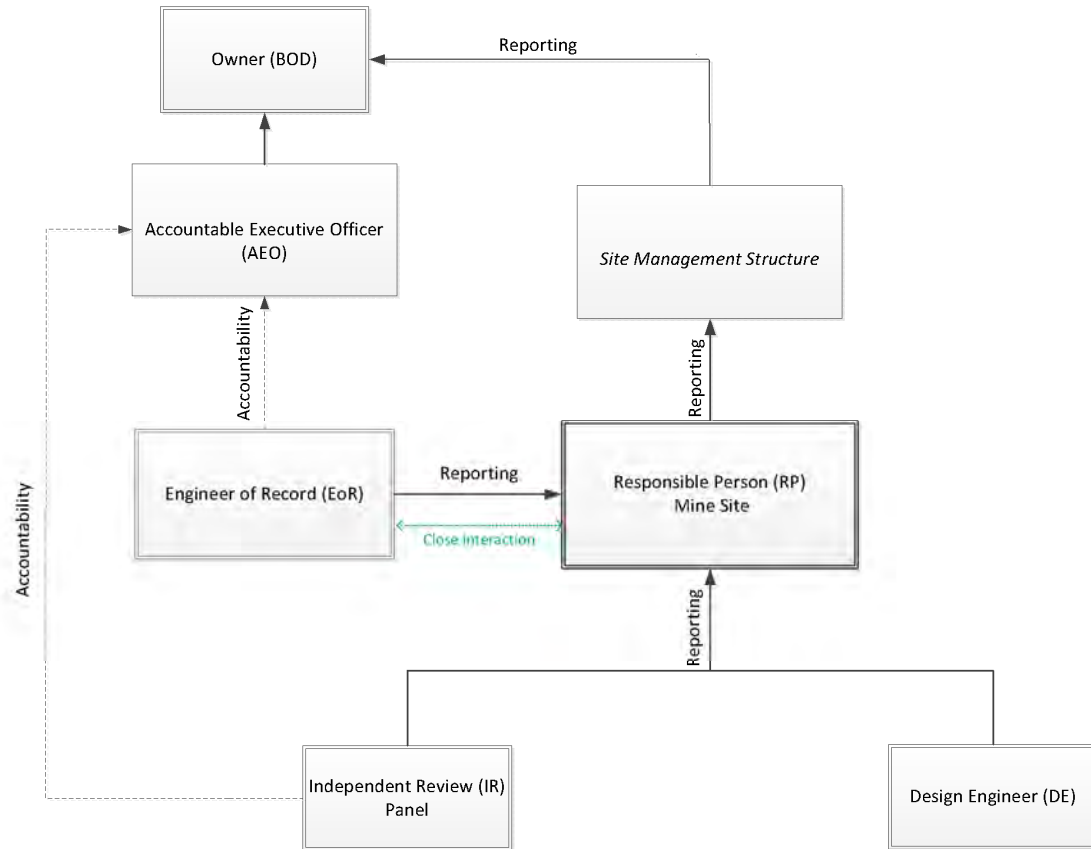 Reporting
Owner (BOD)
Accountable Executive Officer
(AEO)
Site Management Structure
Accountability
Reporting
Engineer of Record (EoR)
Reporting
Responsible Person (RP)
Mine Site
Close Interaction
Accountability
Reporting
Independent Review (IR)
Panel
Design Engineer (DE)